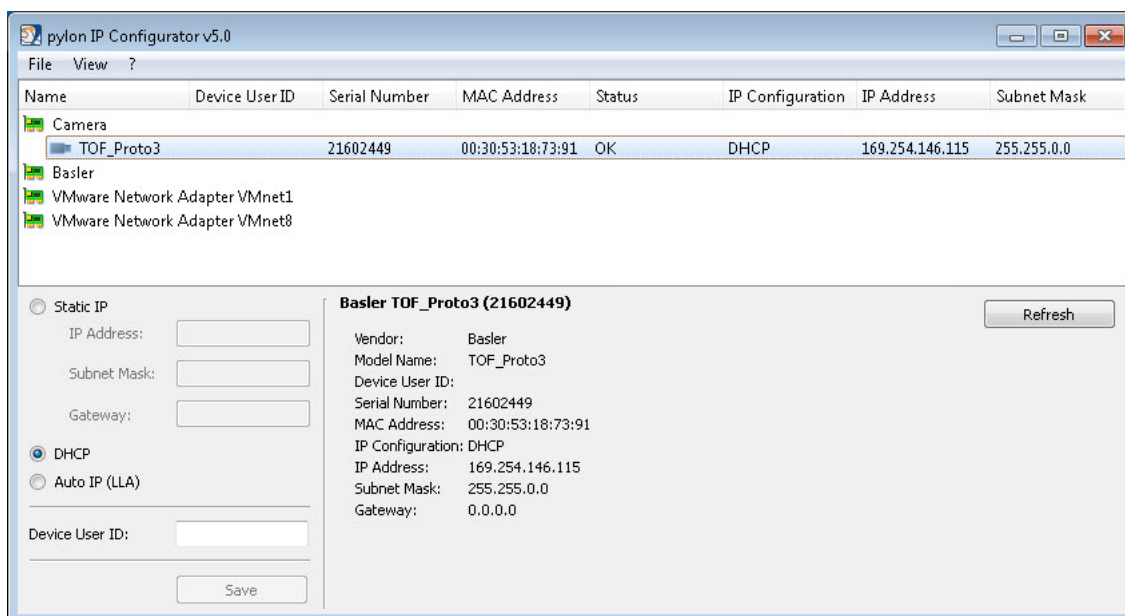 pylon IP Configurator v5.0
File View ?
Name Device User ID Serial Number MAC Address Status IP Configuration IP Address Subnet Mask
Camera
TOF_Proto3 21602449 00:30:53:18:73:91 OK DHCP 169.254.146.115 255.255.0.0
Basler
VMware Network Adapter VMnet1
VMware Network Adapter VMnet8
Static IP
IP Address:
Subnet Mask:
Gateway:
DHCP
Auto IP (LLA)
Device User ID:
Save
Basler TOF_Proto3 (21602449)
Vendor: Basler
Model Name: TOF_Proto3
Device User ID:
Serial Number: 21602449
MAC Address: 00:30:53:18:73:91
IP Configuration: DHCP
IP Address: 169.254.146.115
Subnet Mask: 255.255.0.0
Gateway: 0.0.0.0
Refresh